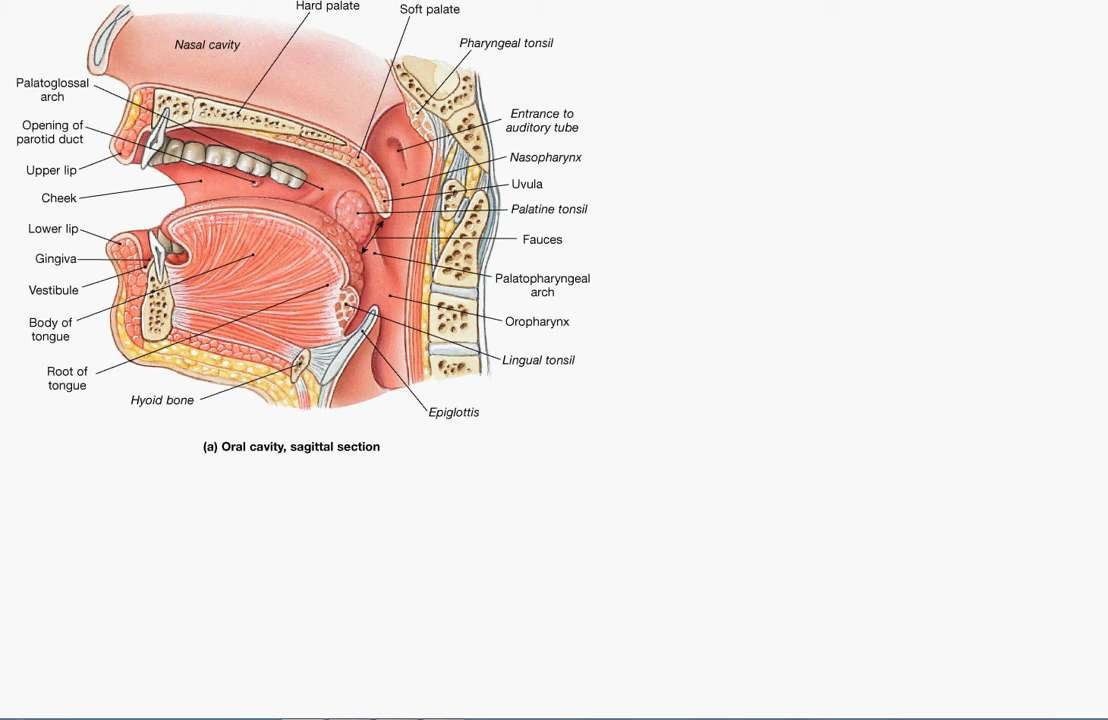 Hard palate
Soft palate
Nasal cavity
Pharyngeal tonsil
Palatoglossal
arch
Opening of
parotid duct
Upper lip
Cheek
Lower lip
Gingiva
Vestibule
Body of
tongue
Root of
tongue
Hyoid bone
Entrance to
auditory tube
Nasopharynx
Uvula
Palatine tonsil
Fauces
Palatopharyngeal
arch
Oropharynx
Lingual tonsil
Epiglottis
(a) Oral cavity, sagittal section